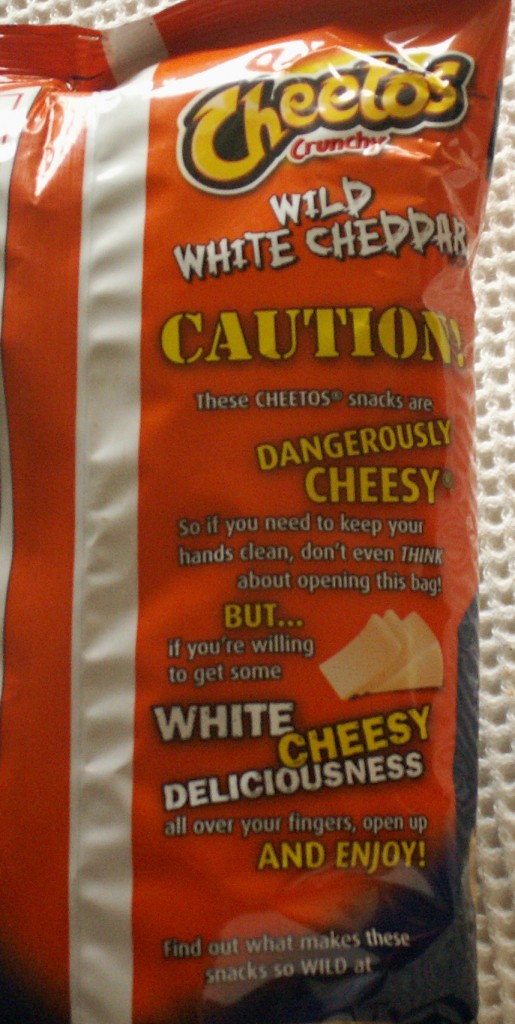 Cheetos
Crunchy
WILD
WHITE CHEDDAR
CAUTION!
These CHEETOS® snacks are
DANGEROUSLY
CHEESY®
So if you need to keep your
hands clean, don't even THINK
about opening this bag!
BUT...
if you're willing
to get some
WHITE
CHEESY
DELICIOUSNESS
all over your fingers, open up
AND ENJOY!
Find out what makes these
snacks so WILD at